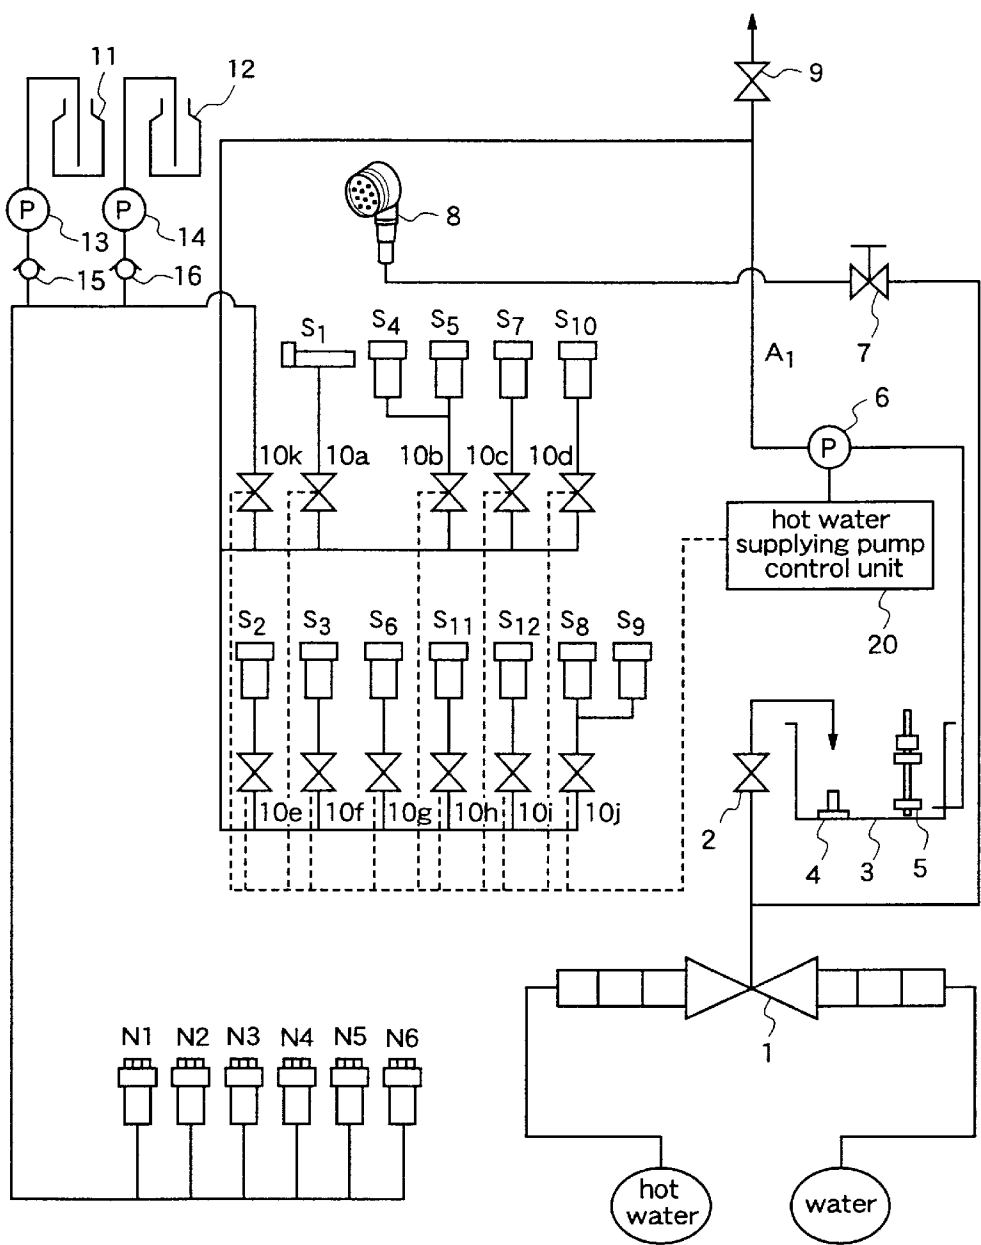 11
12
9
P
P
13
14
8
15
16
7
S1
S4
S5
S7
S10
A1
6
P
10k
10a
10b
10c
10d
hot water
supplying pump
control unit
20
S2
S3
S6
S11
S12
S8
S9
10e
10f
10g
10h
10i
10j
2
4
3
5
1
N1
N2
N3
N4
N5
N6
hot
water
water